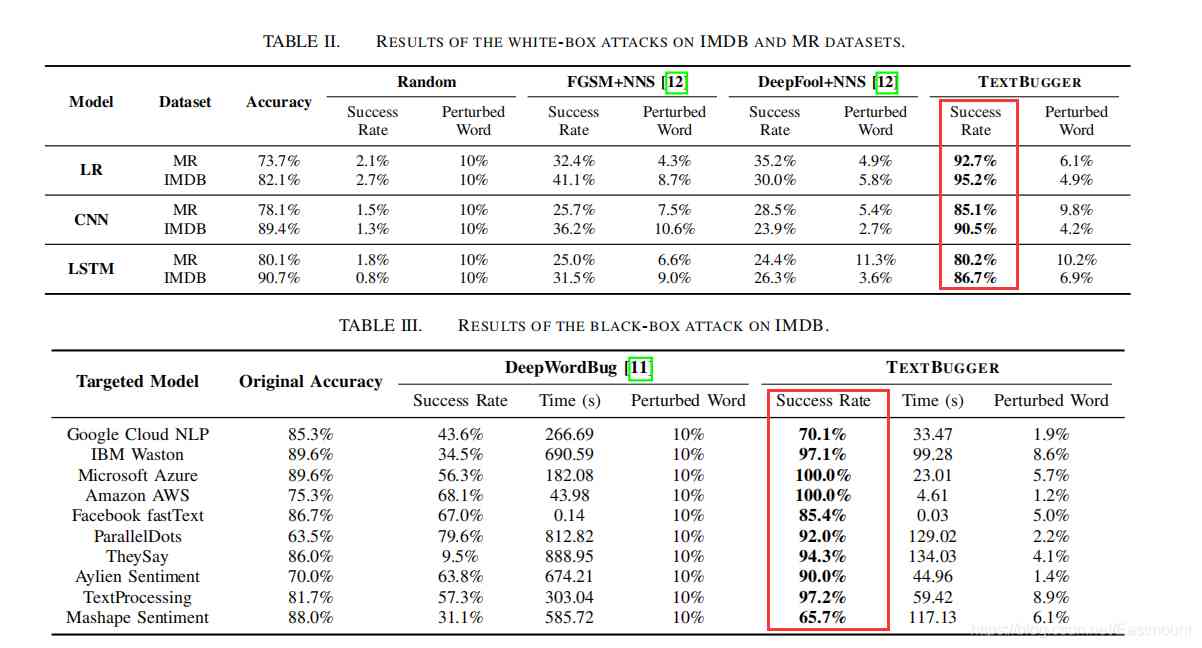 TABLE II. RESULTS OF THE WHITE-BOX ATTACKS ON IMDB AND MR DATASETS.
Model Dataset Accuracy Random FGSM+NNS [12] DeepFool+NNS [12] TEXTBUGGER
Success Rate Perturbed Word Success Rate Perturbed Word Success Rate Perturbed Word Success Rate Perturbed Word
LR MR 73.7% 2.1% 10% 32.4% 4.3% 35.2% 4.9% 92.7% 6.1%
IMDB 82.1% 2.7% 10% 41.1% 8.7% 30.0% 5.8% 95.2% 4.9%
CNN MR 78.1% 1.5% 10% 25.7% 7.5% 28.5% 5.4% 85.1% 9.8%
IMDB 89.4% 1.3% 10% 36.2% 10.6% 23.9% 2.7% 90.5% 4.2%
LSTM MR 80.1% 1.8% 10% 25.0% 6.6% 24.4% 11.3% 80.2% 10.2%
IMDB 90.7% 0.8% 10% 31.5% 9.0% 26.3% 3.6% 86.7% 6.9%
TABLE III. RESULTS OF THE BLACK-BOX ATTACK ON IMDB.
Targeted Model Original Accuracy DeepWordBug [11] TEXTBUGGER
Success Rate Time (s) Perturbed Word Success Rate Time (s) Perturbed Word
Google Cloud NLP 85.3% 43.6% 266.69 10% 70.1% 33.47 1.9%
IBM Waston 89.6% 34.5% 690.59 10% 97.1% 99.28 8.6%
Microsoft Azure 89.6% 56.3% 182.08 10% 100.0% 23.01 5.7%
Amazon AWS 75.3% 68.1% 43.98 10% 100.0% 4.61 1.2%
Facebook fastText 86.7% 67.0% 0.14 10% 85.4% 0.03 5.0%
ParallelDots 63.5% 79.6% 812.82 10% 92.0% 129.02 2.2%
TheySay 86.0% 9.5% 888.95 10% 94.3% 134.03 4.1%
Aylien Sentiment 70.0% 63.8% 674.21 10% 90.0% 44.96 1.4%
TextProcessing 81.7% 57.3% 303.04 10% 97.2% 59.42 8.9%
Mashape Sentiment 88.0% 31.1% 585.72 10% 65.7% 117.13 6.1%
https://blog.csdn.net/Eastmount